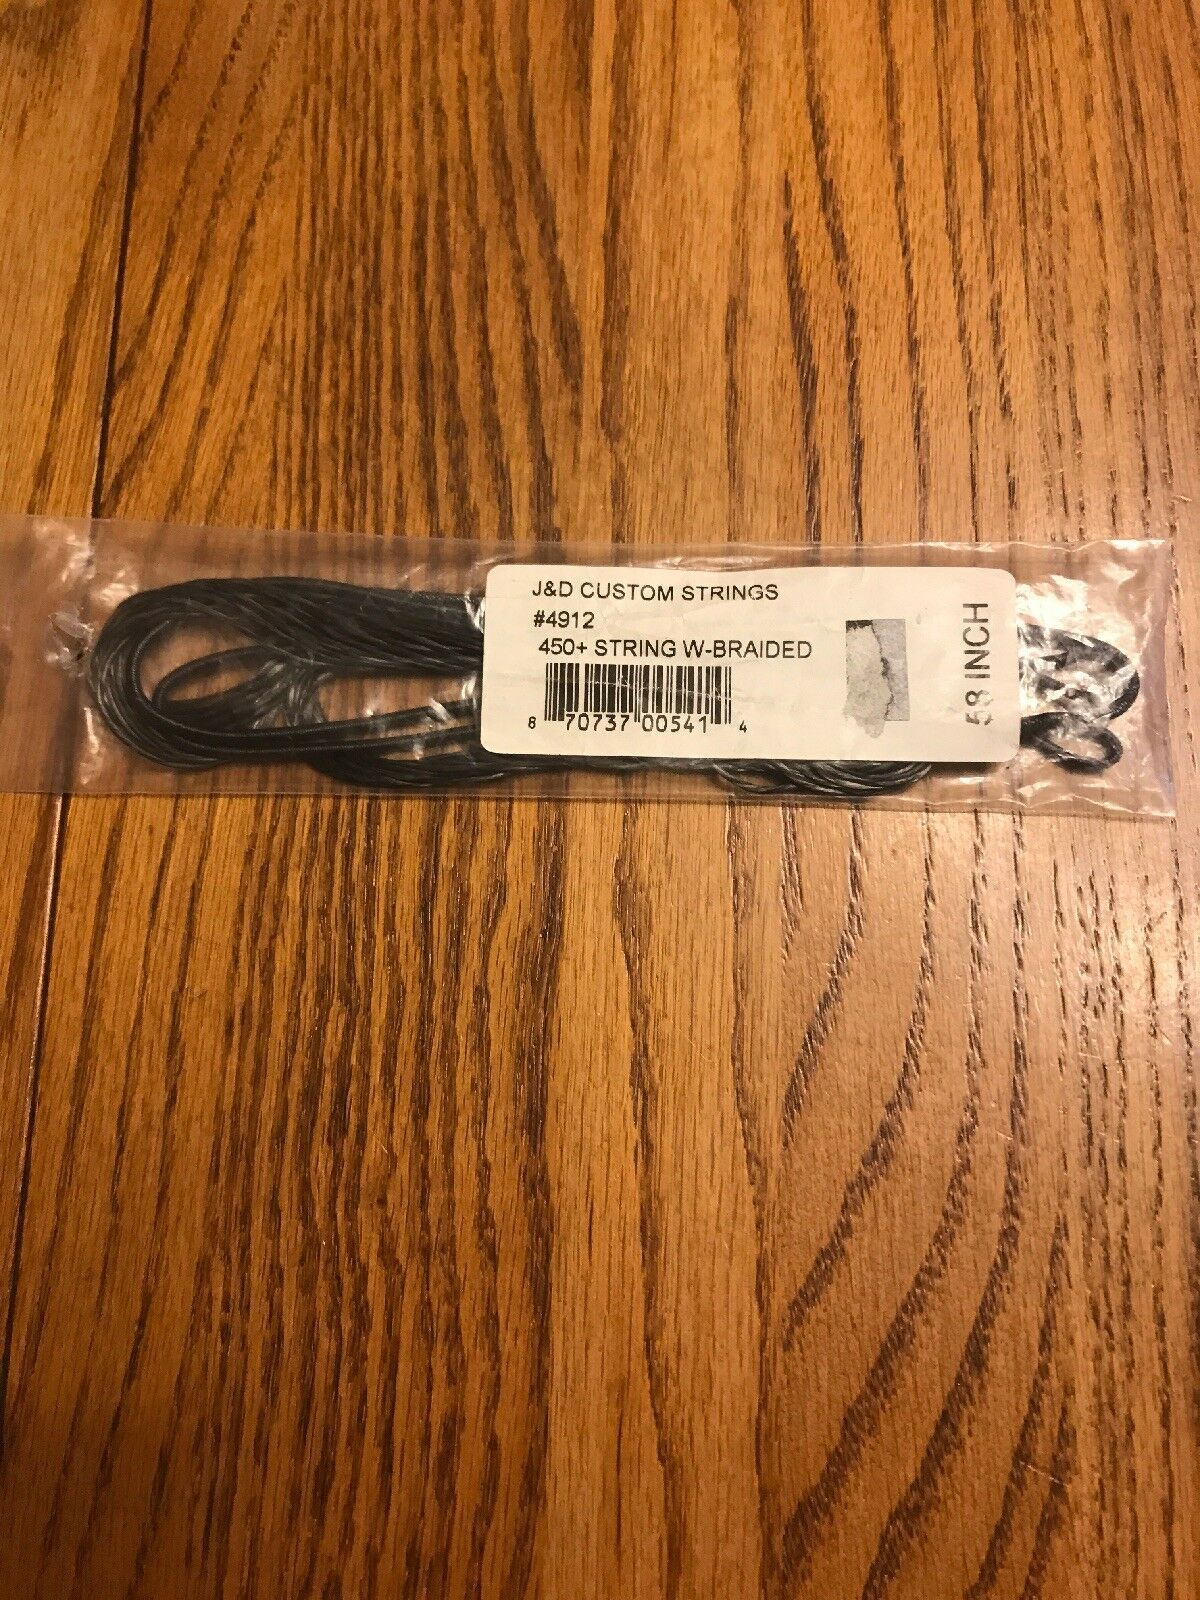 J&D CUSTOM STRINGS
#4912
450+ STRING W-BRAIDED
8 70737 00541 4
58 INCH